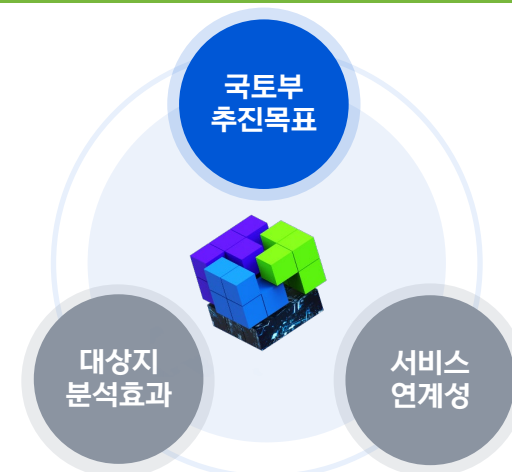 국토부
추진목표
대상지
분석효과
서비스
연계성